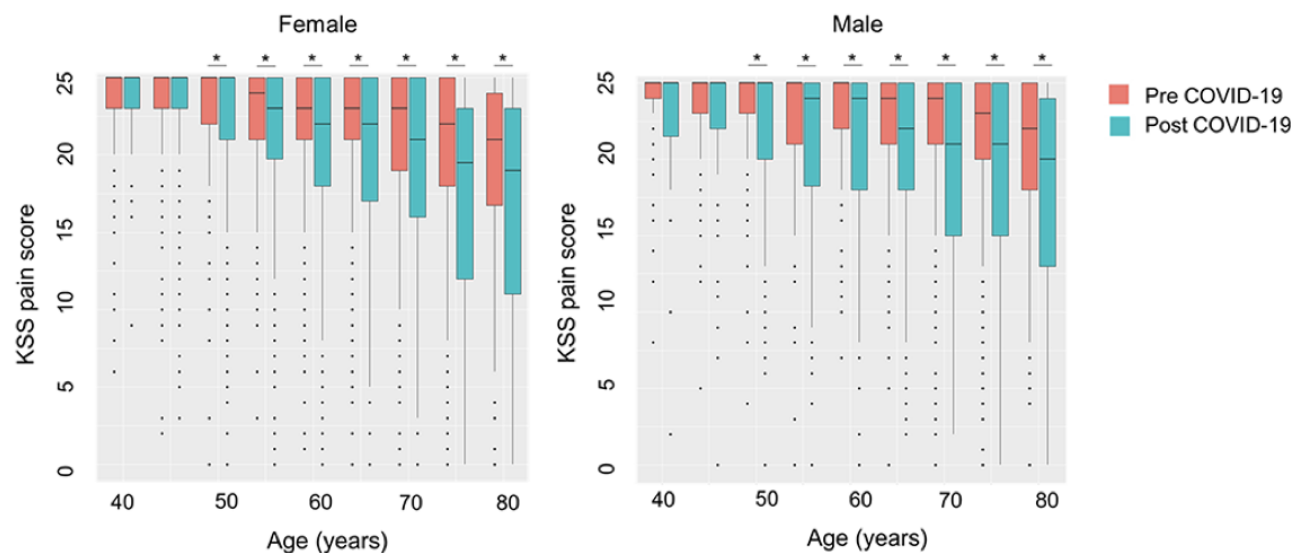 Female
* * * * * * *
KSS pain score
25
20
15
10
5
0
40 50 60 70 80
Age (years)
Male
* * * * * * *
KSS pain score
25
20
15
10
5
0
40 50 60 70 80
Age (years)
Pre COVID-19
Post COVID-19